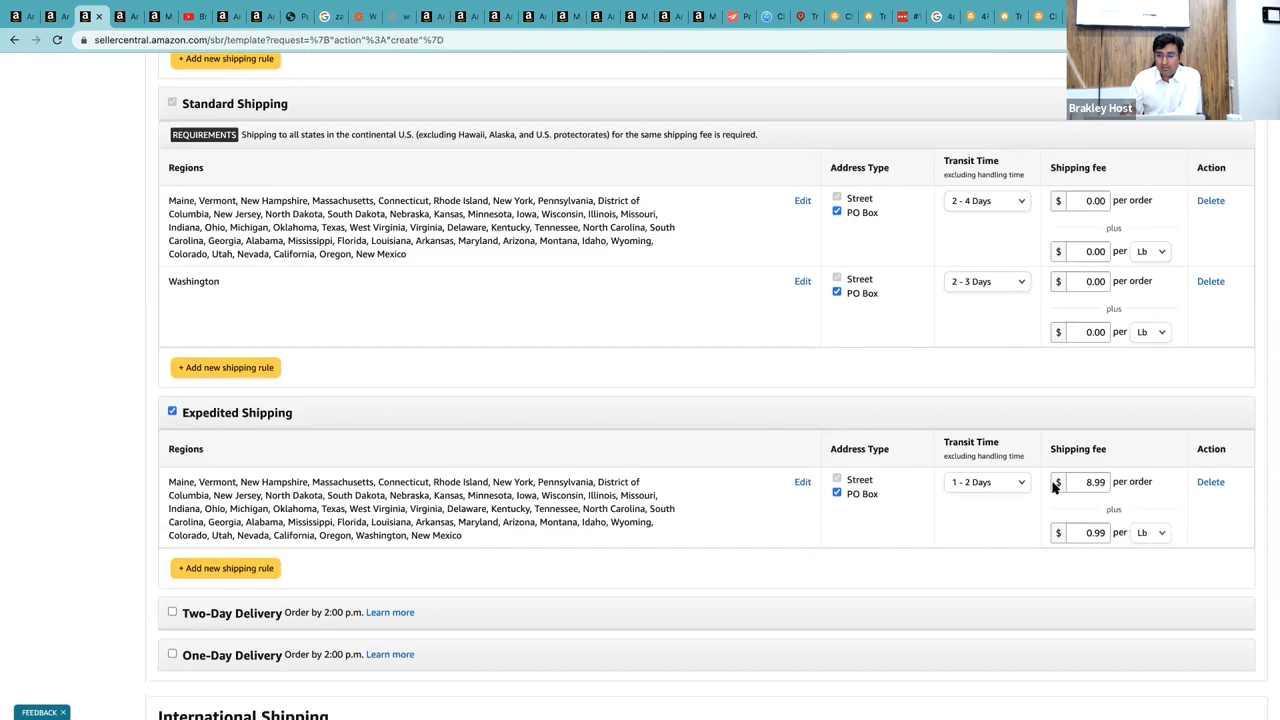 sellercentral.amazon.com/sbr/template?request=%7B"action"%3A"create"%7D
Brakley Host
+ Add new shipping rule
Standard Shipping
REQUIREMENTS Shipping to all states in the continental U.S. (excluding Hawaii, Alaska, and U.S. protectorates) for the same shipping fee is required.
Regions Address Type Transit Time excluding handling time Shipping fee Action
Maine, Vermont, New Hampshire, Massachusetts, Connecticut, Rhode Island, New York, Pennsylvania, District of
Columbia, New Jersey, North Dakota, South Dakota, Nebraska, Kansas, Minnesota, Iowa, Wisconsin, Illinois, Missouri,
Indiana, Ohio, Michigan, Oklahoma, Texas, West Virginia, Virginia, Delaware, Kentucky, Tennessee, North Carolina, South
Carolina, Georgia, Alabama, Mississippi, Florida, Louisiana, Arkansas, Maryland, Arizona, Montana, Idaho, Wyoming,
Colorado, Utah, Nevada, California, Oregon, New Mexico
Edit
Street
PO Box
2 - 4 Days
$ 0.00 per order
plus
$ 0.00 per Lb
Delete
Washington
Edit
Street
PO Box
2 - 3 Days
$ 0.00 per order
plus
$ 0.00 per Lb
Delete
+ Add new shipping rule
Expedited Shipping
Regions Address Type Transit Time excluding handling time Shipping fee Action
Maine, Vermont, New Hampshire, Massachusetts, Connecticut, Rhode Island, New York, Pennsylvania, District of
Columbia, New Jersey, North Dakota, South Dakota, Nebraska, Kansas, Minnesota, Iowa, Wisconsin, Illinois, Missouri,
Indiana, Ohio, Michigan, Oklahoma, Texas, West Virginia, Virginia, Delaware, Kentucky, Tennessee, North Carolina, South
Carolina, Georgia, Alabama, Mississippi, Florida, Louisiana, Arkansas, Maryland, Arizona, Montana, Idaho, Wyoming,
Colorado, Utah, Nevada, California, Oregon, Washington, New Mexico
Edit
Street
PO Box
1 - 2 Days
$ 8.99 per order
plus
$ 0.99 per Lb
Delete
+ Add new shipping rule
Two-Day Delivery Order by 2:00 p.m. Learn more
One-Day Delivery Order by 2:00 p.m. Learn more
International Shipping
FEEDBACK